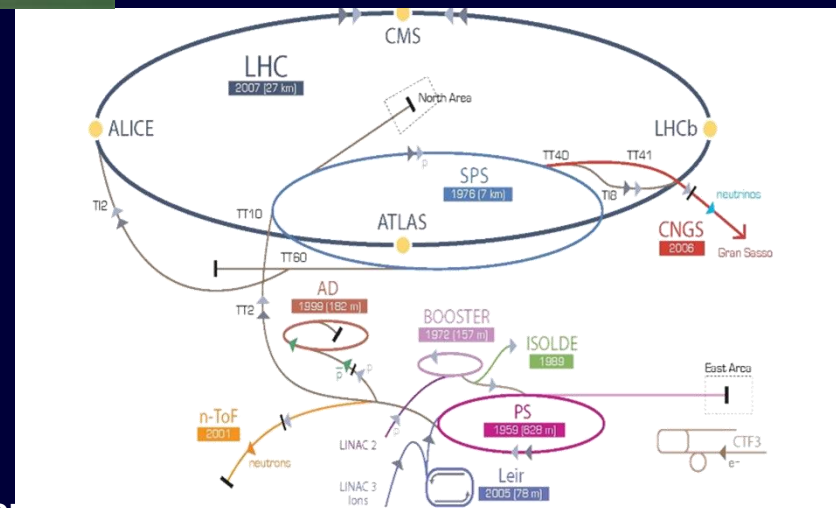 CMS
LHC
2007 (27 km)
North Area
ALICE
LHCb
TT40
TT41
SPS
1976 (7 km)
p
TI8
neutrinos
TI2
TT10
ATLAS
CNGS
2006
Gran Sasso
TT60
AD
1999 (182 m)
TT2
BOOSTER
1972 (157 m)
ISOLDE
1989
East Area
p̅
p
n-ToF
2001
PS
1959 (628 m)
LINAC 2
p
neutrons
CTF3
e-
LINAC 3
Ions
Leir
2005 (78 m)